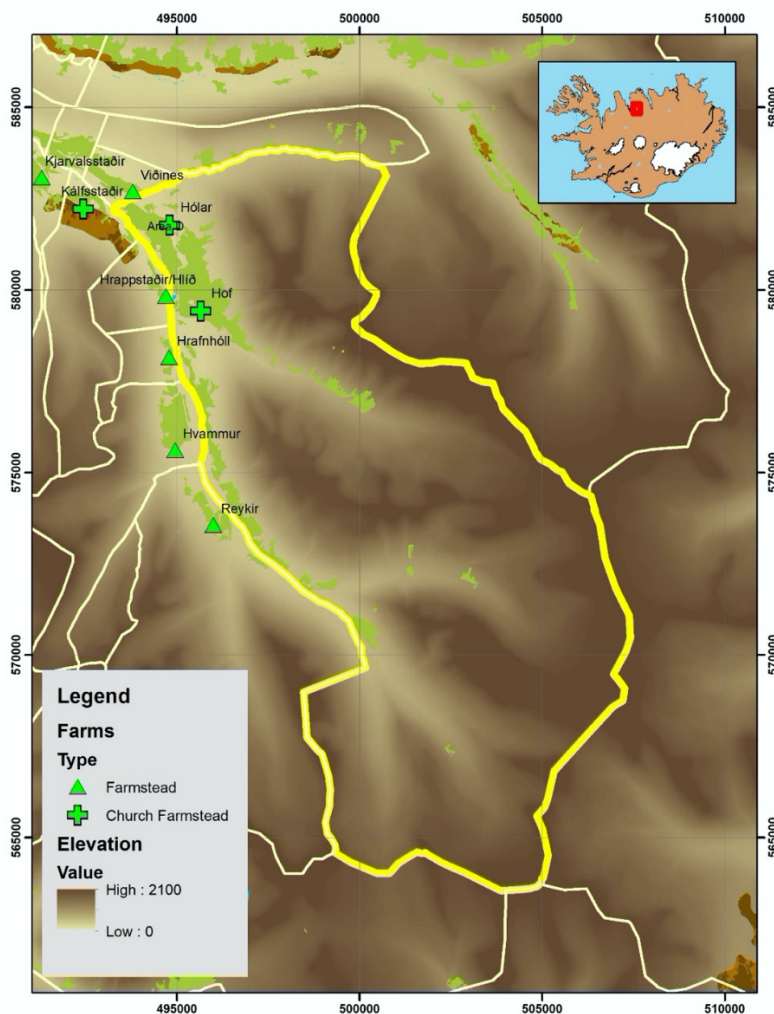 495000 500000 505000 510000
585000 585000
Kjarvalsstaðir
Viðines
Kálfsstaðir
Hólar
580000 580000
Hrappstaðir/Hlíð
Hof
Hrafnhóll
Hvammur
575000 575000
Reykir
570000 570000
Legend
Farms
Type
Farmstead
Church Farmstead
565000 565000
Elevation
Value
High : 2100
Low : 0
495000 500000 505000 510000